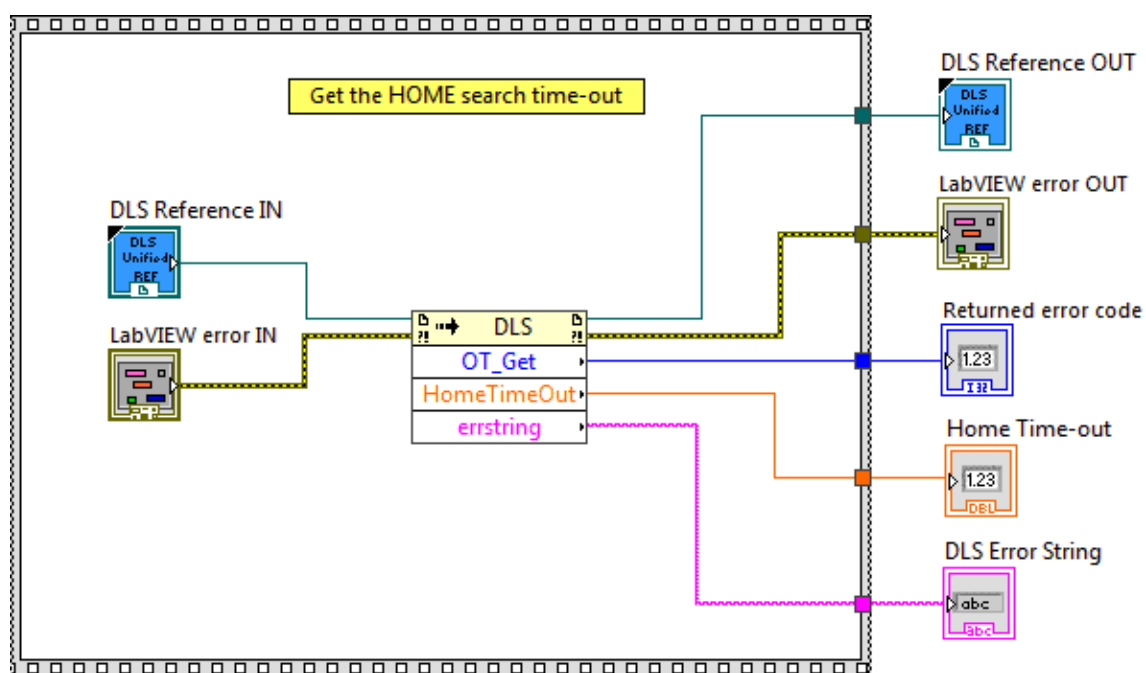 Get the HOME search time-out
DLS Reference IN
DLS
Unified
REF
LabVIEW error IN
?!
DLS
?!
OT_Get
HomeTimeOut
errstring
DLS Reference OUT
DLS
Unified
REF
LabVIEW error OUT
?!
Returned error code
1.23
I32
Home Time-out
1.23
DBL
DLS Error String
abc
abc